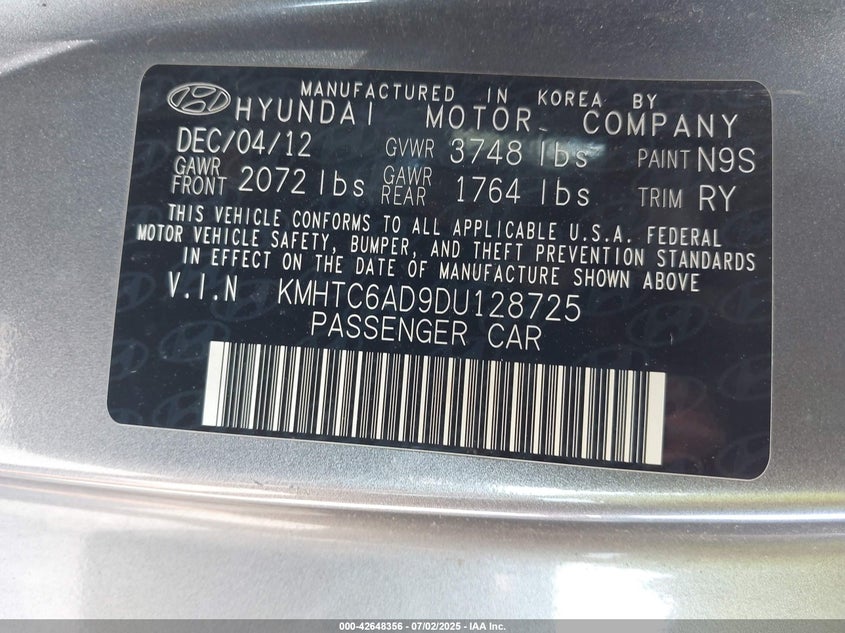 MANUFACTURED IN KOREA BY
HYUNDAI MOTOR COMPANY
DEC/04/12 GVWR 3748 lbs PAINT N9S
GAWR FRONT 2072 lbs GAWR REAR 1764 lbs TRIM RY
THIS VEHICLE CONFORMS TO ALL APPLICABLE U.S.A. FEDERAL
MOTOR VEHICLE SAFETY, BUMPER, AND THEFT PREVENTION STANDARDS
IN EFFECT ON THE DATE OF MANUFACTURE SHOWN ABOVE
V.I.N KMHTC6AD9DU128725
PASSENGER CAR
000-42648356 - 07/02/2025 - IAA Inc.